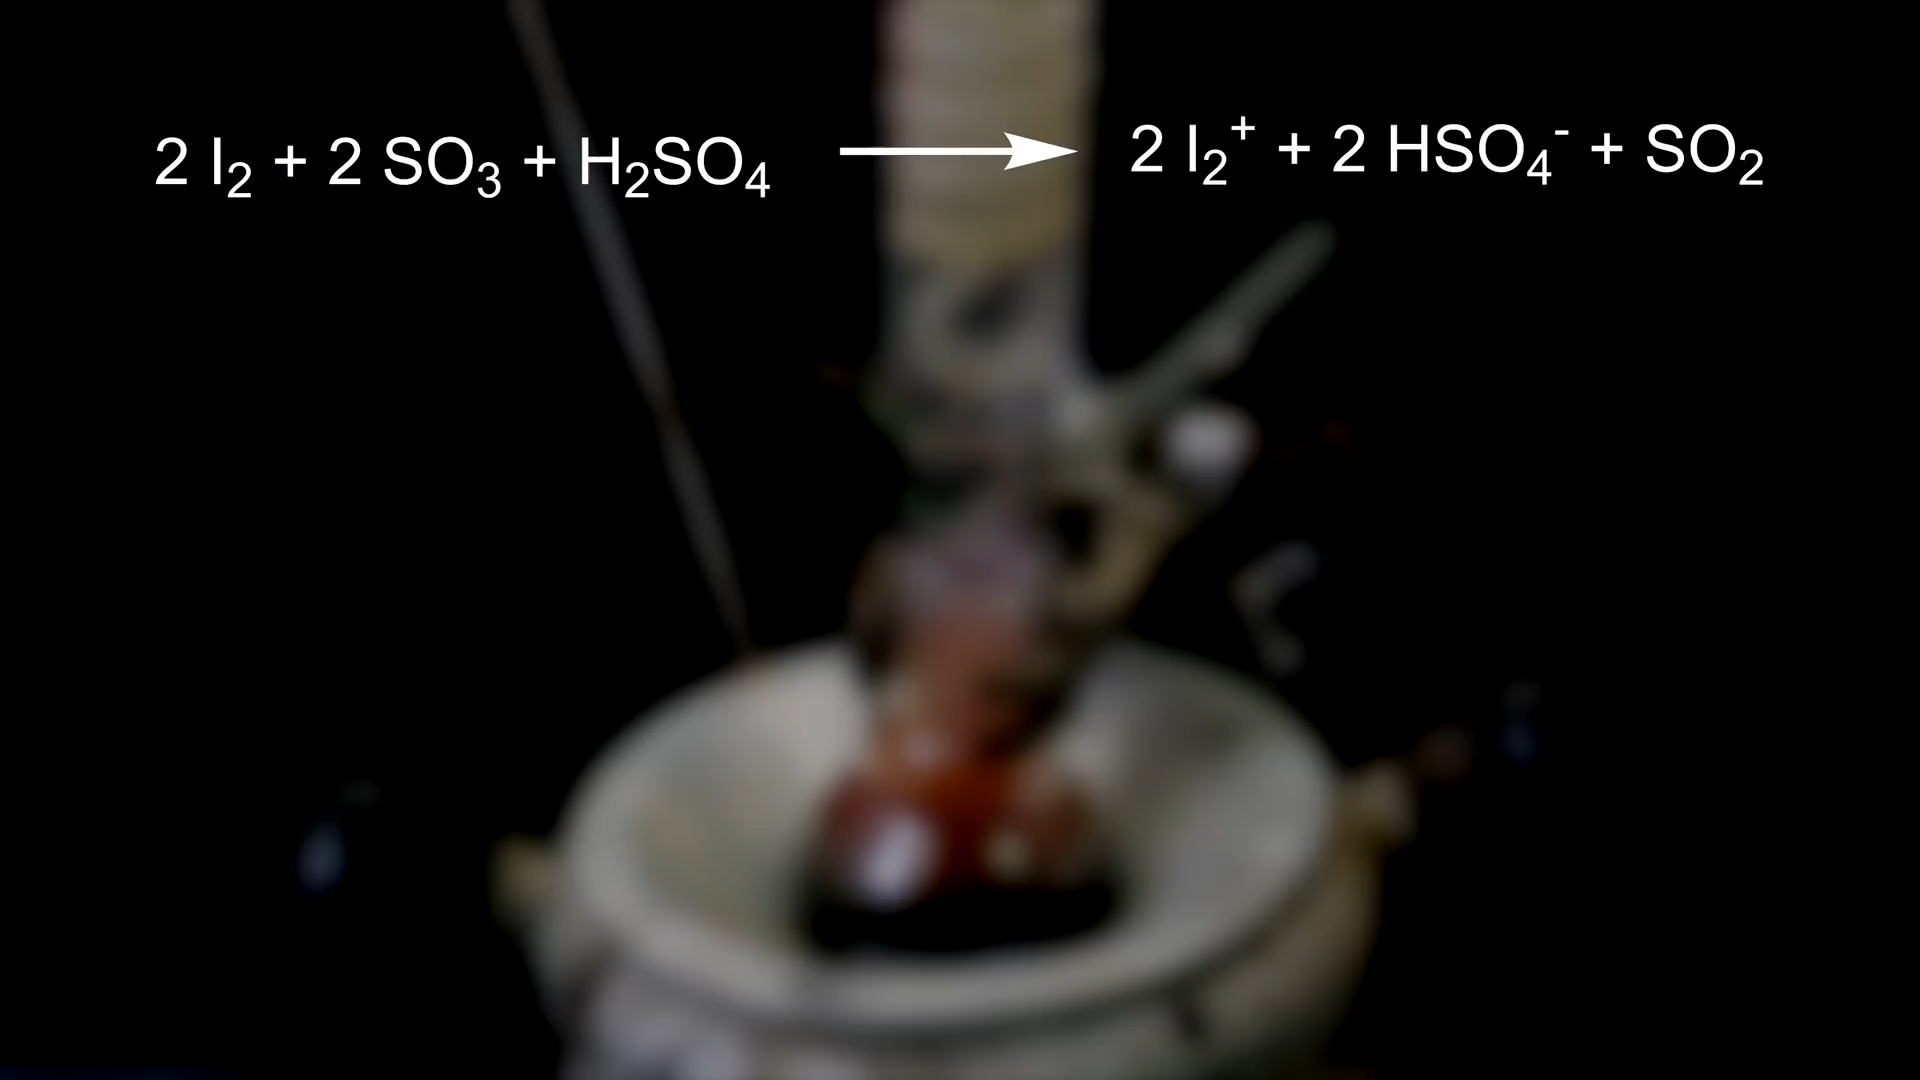 2 I₂ + 2 SO₃ + H₂SO₄ ⟶ 2 I₂⁺ + 2 HSO₄⁻ + SO₂